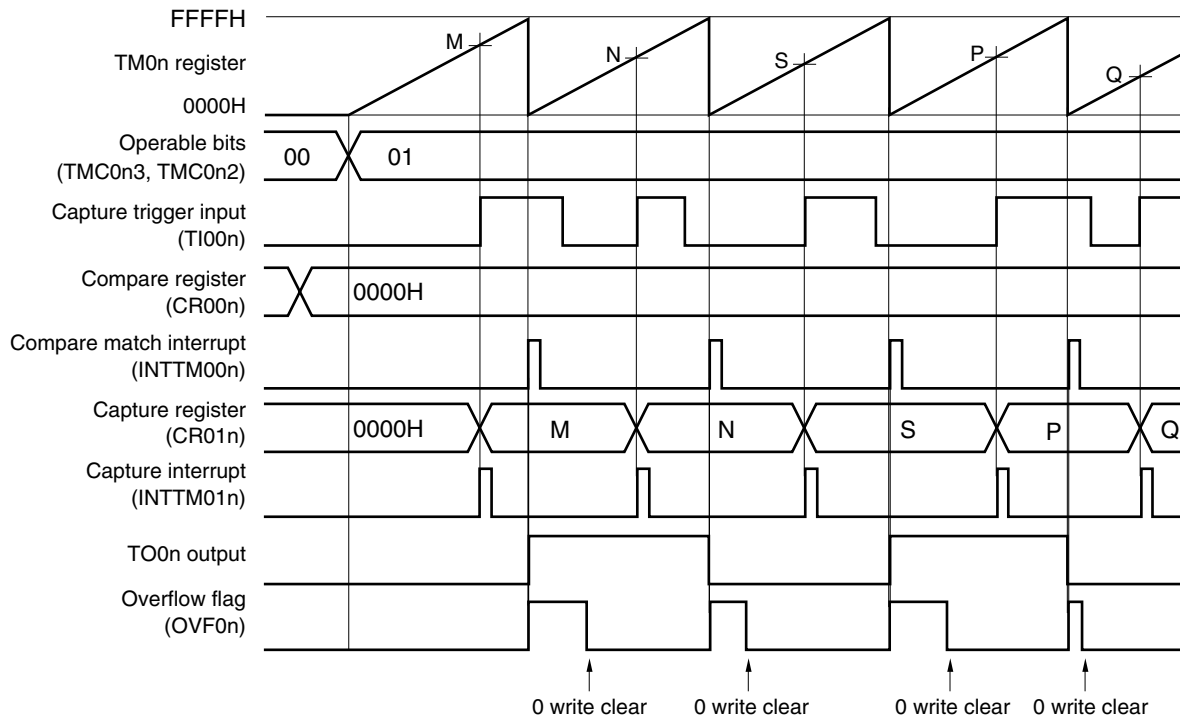 FFFFH
TM0n register
0000H
M
N
S
P
Q
Operable bits
(TMC0n3, TMC0n2)
00
01
Capture trigger input
(TI00n)
Compare register
(CR00n)
0000H
Compare match interrupt
(INTTM00n)
Capture register
(CR01n)
0000H
M
N
S
P
Q
Capture interrupt
(INTTM01n)
TO0n output
Overflow flag
(OVF0n)
0 write clear
0 write clear
0 write clear
0 write clear